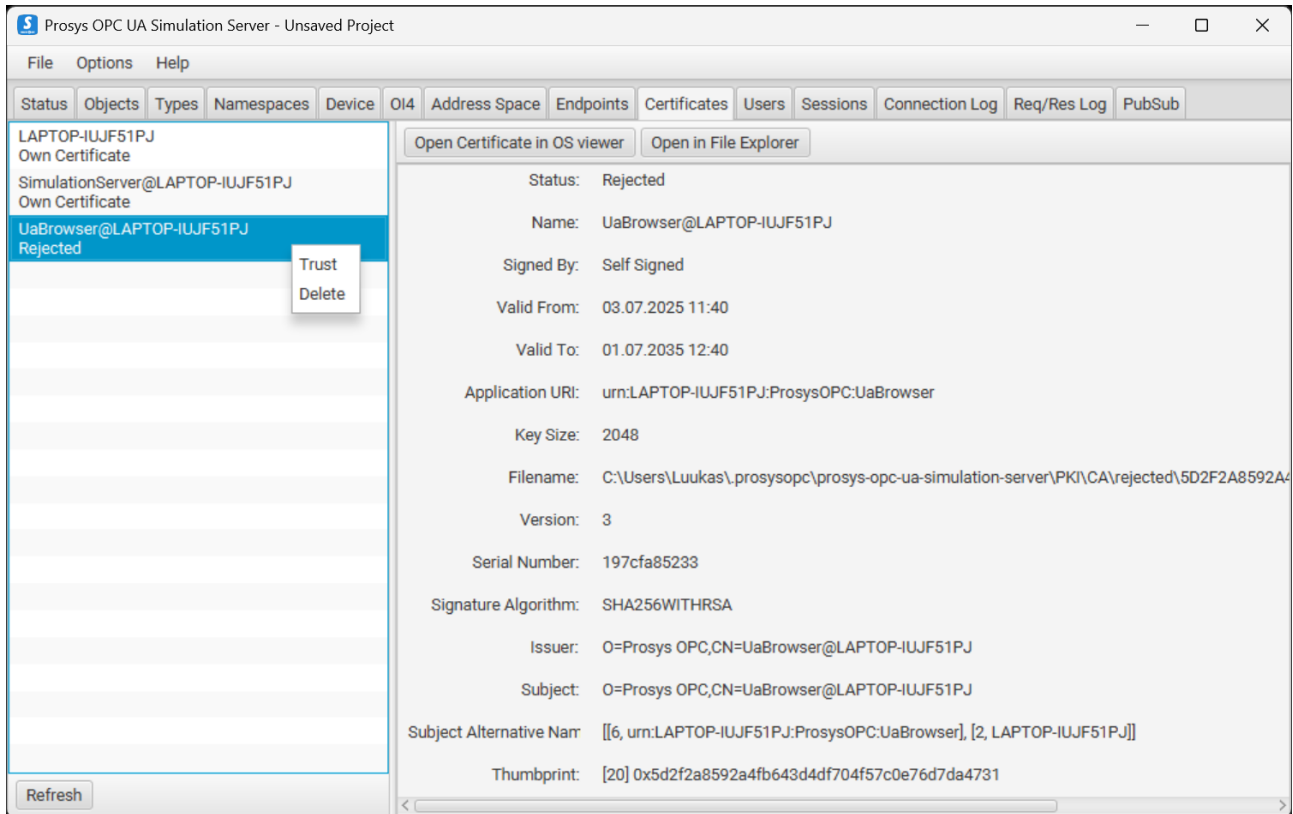 Prosys OPC UA Simulation Server - Unsaved Project
File Options Help
Status Objects Types Namespaces Device OI4 Address Space Endpoints Certificates Users Sessions Connection Log Req/Res Log PubSub
LAPTOP-IUJF51PJ
Own Certificate
SimulationServer@LAPTOP-IUJF51PJ
Own Certificate
UaBrowser@LAPTOP-IUJF51PJ
Rejected
Trust
Delete
Refresh
Open Certificate in OS viewer Open in File Explorer
Status: Rejected
Name: UaBrowser@LAPTOP-IUJF51PJ
Signed By: Self Signed
Valid From: 03.07.2025 11:40
Valid To: 01.07.2035 12:40
Application URI: urn:LAPTOP-IUJF51PJ:ProsysOPC:UaBrowser
Key Size: 2048
Filename: C:\Users\Luukas\.prosysopc\prosys-opc-ua-simulation-server\PKI\CA\rejected\5D2F2A8592A4
Version: 3
Serial Number: 197cfa85233
Signature Algorithm: SHA256WITHRSA
Issuer: O=Prosys OPC,CN=UaBrowser@LAPTOP-IUJF51PJ
Subject: O=Prosys OPC,CN=UaBrowser@LAPTOP-IUJF51PJ
Subject Alternative Nam [[6, urn:LAPTOP-IUJF51PJ:ProsysOPC:UaBrowser], [2, LAPTOP-IUJF51PJ]]
Thumbprint: [20] 0x5d2f2a8592a4fb643d4df704f57c0e76d7da4731